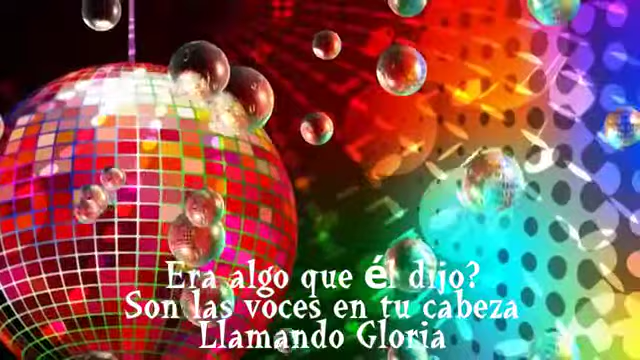 Era algo que él dijo?
Son las voces en tu cabeza
Llamando Gloria